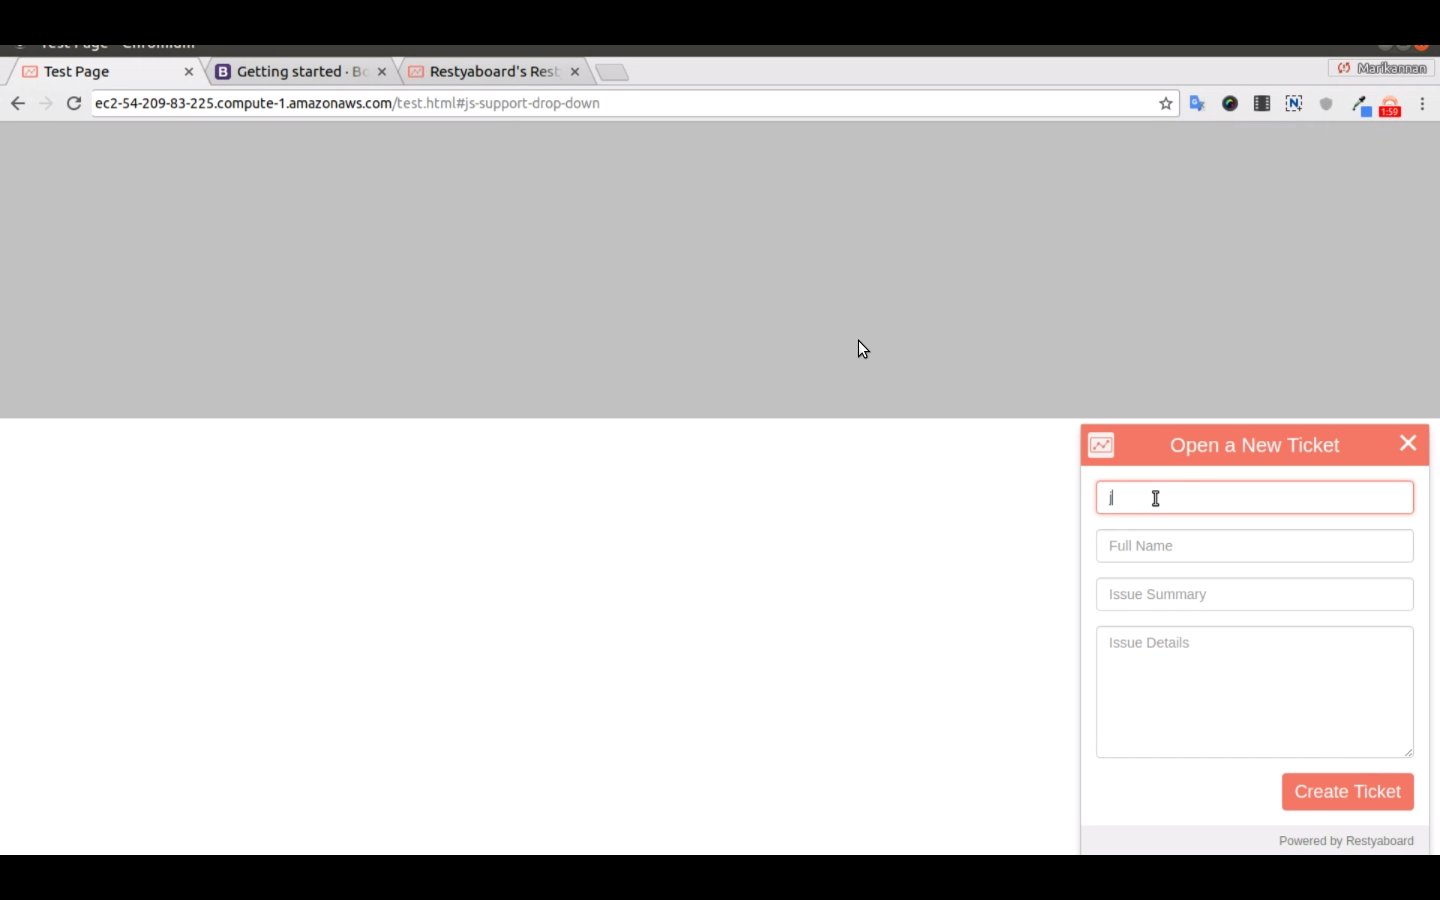 Test Page - Chromium
Test Page
Getting started · Bo
Restyaboard's Rest
Marikannan
ec2-54-209-83-225.compute-1.amazonaws.com/test.html#js-support-drop-down
1:59
Open a New Ticket
j
Full Name
Issue Summary
Issue Details
Create Ticket
Powered by Restyaboard